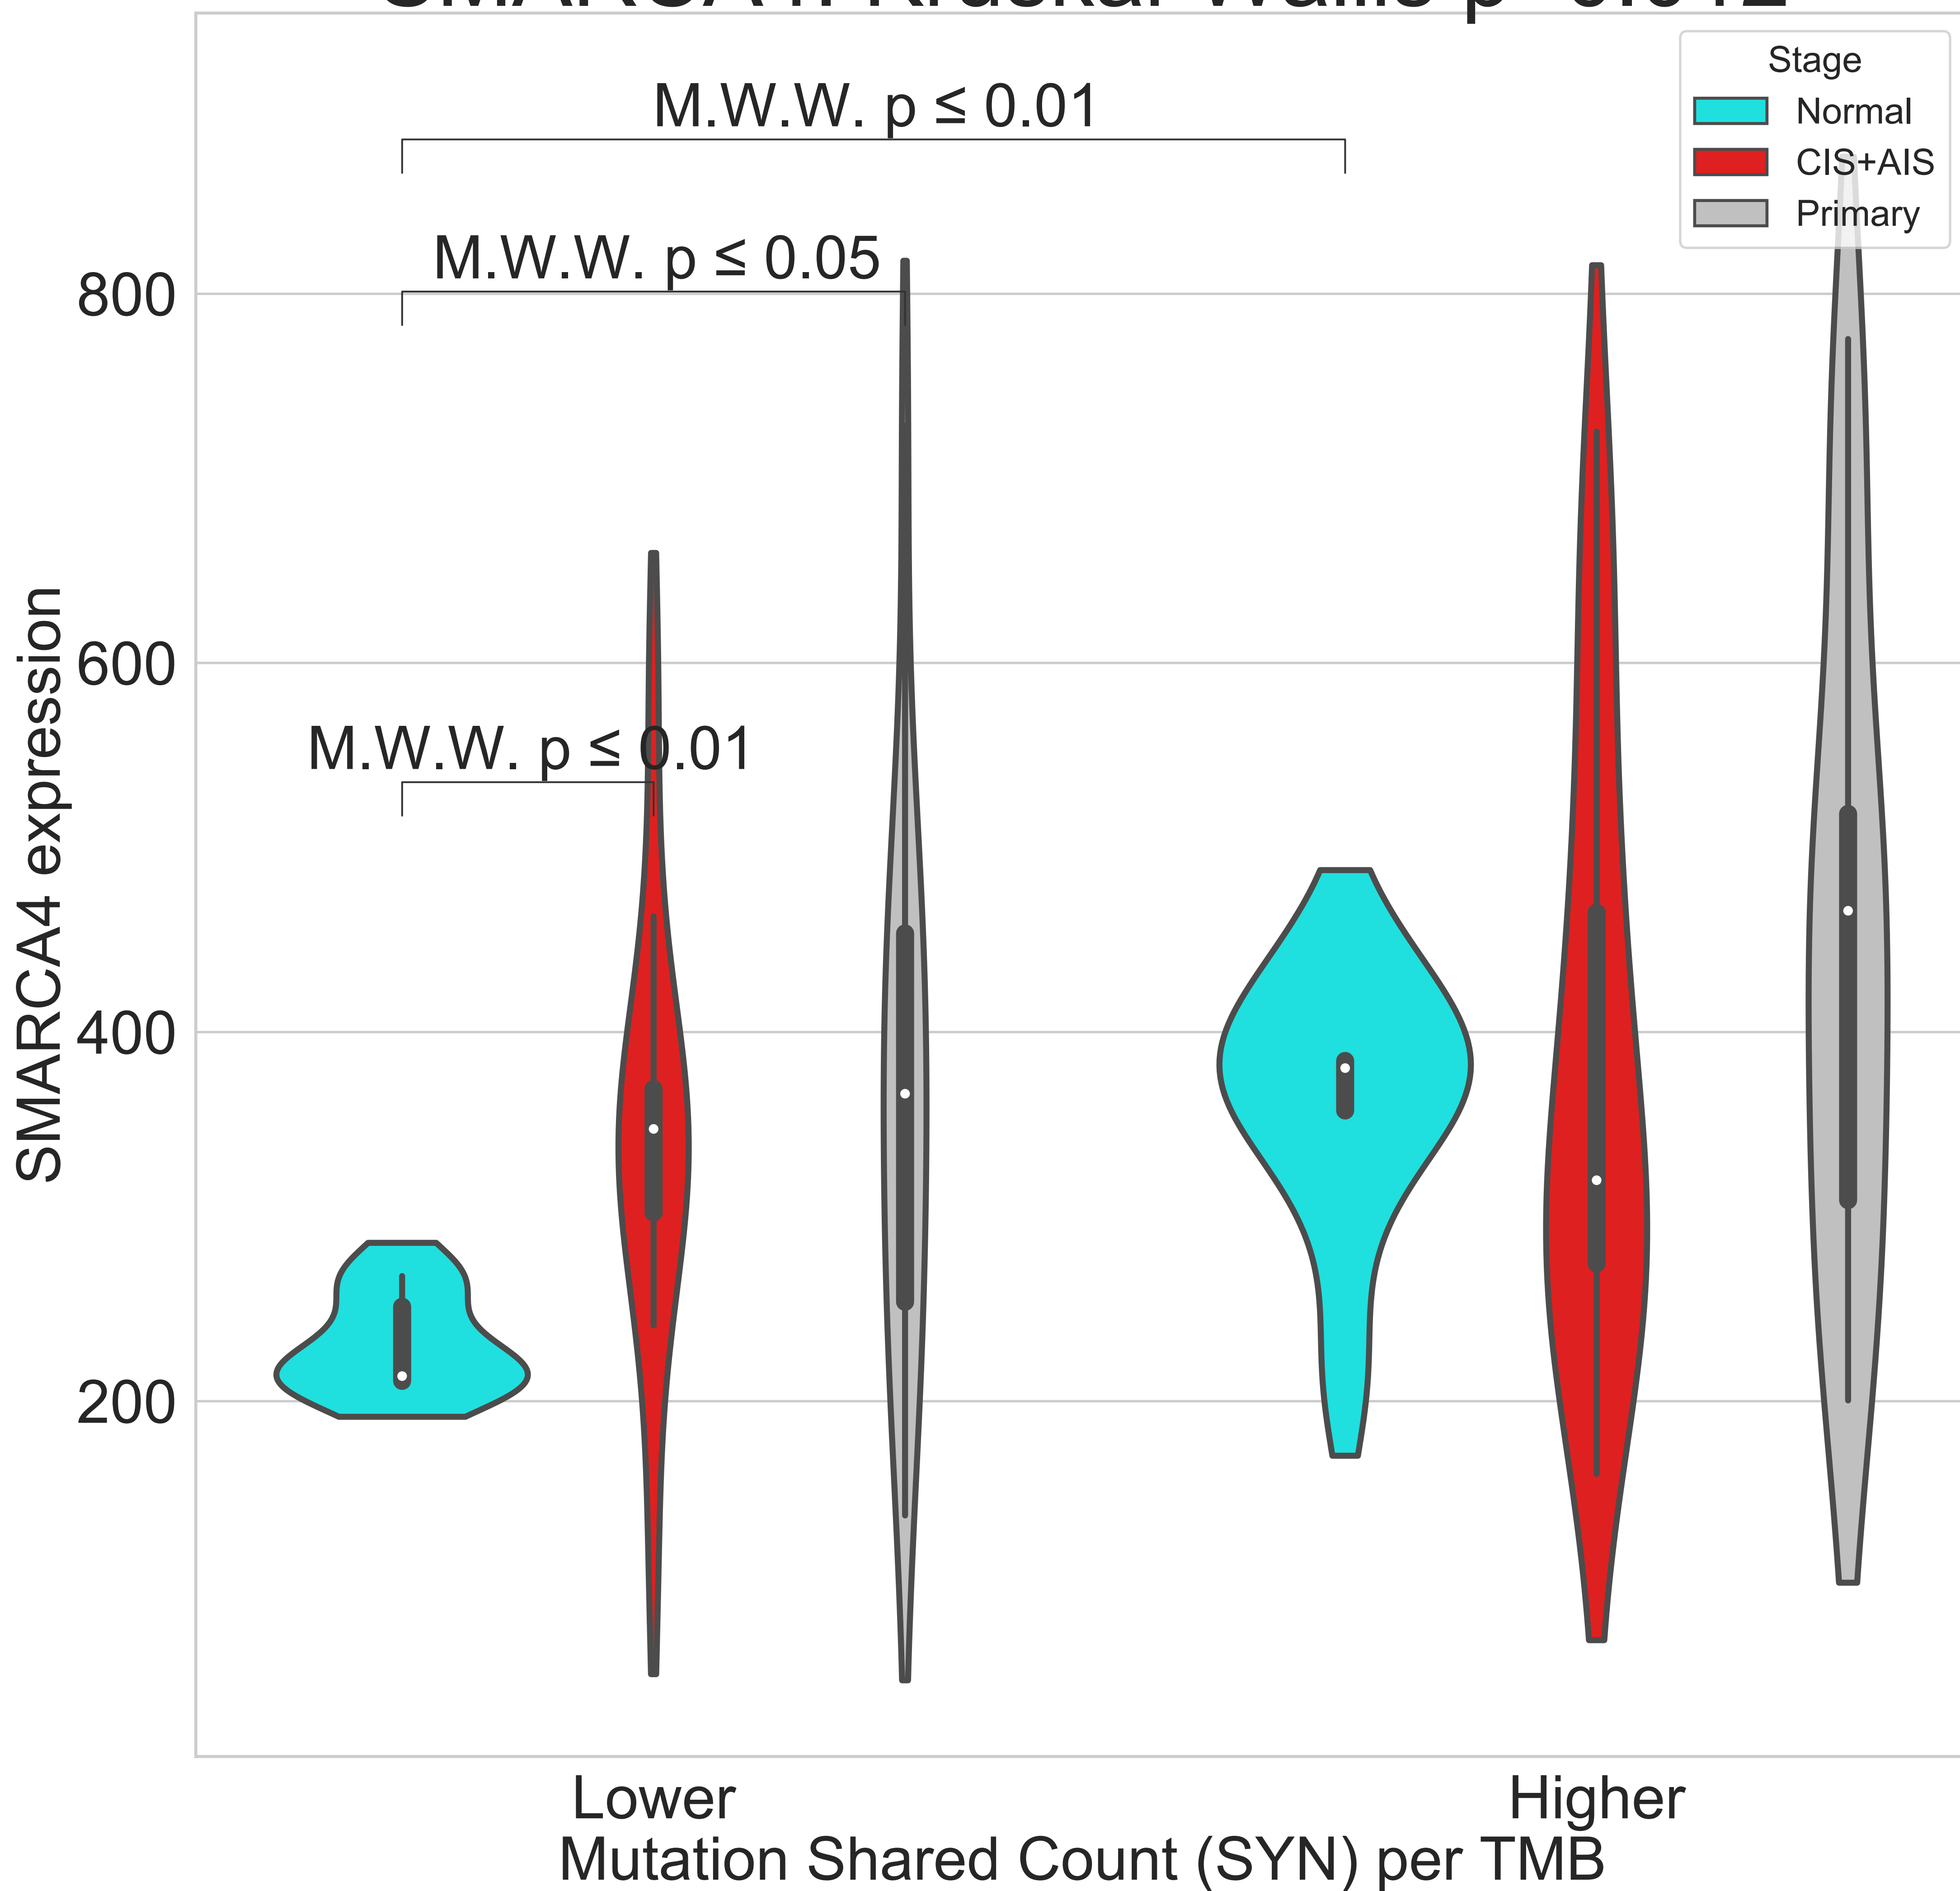 Stage
Normal
CIS+AIS
Primary
M.W.W. p ≤ 0.01
M.W.W. p ≤ 0.05
M.W.W. p ≤ 0.01
800
600
400
200
SMARCA4 expression
Lower
Higher
Mutation Shared Count (SYN) per TMB